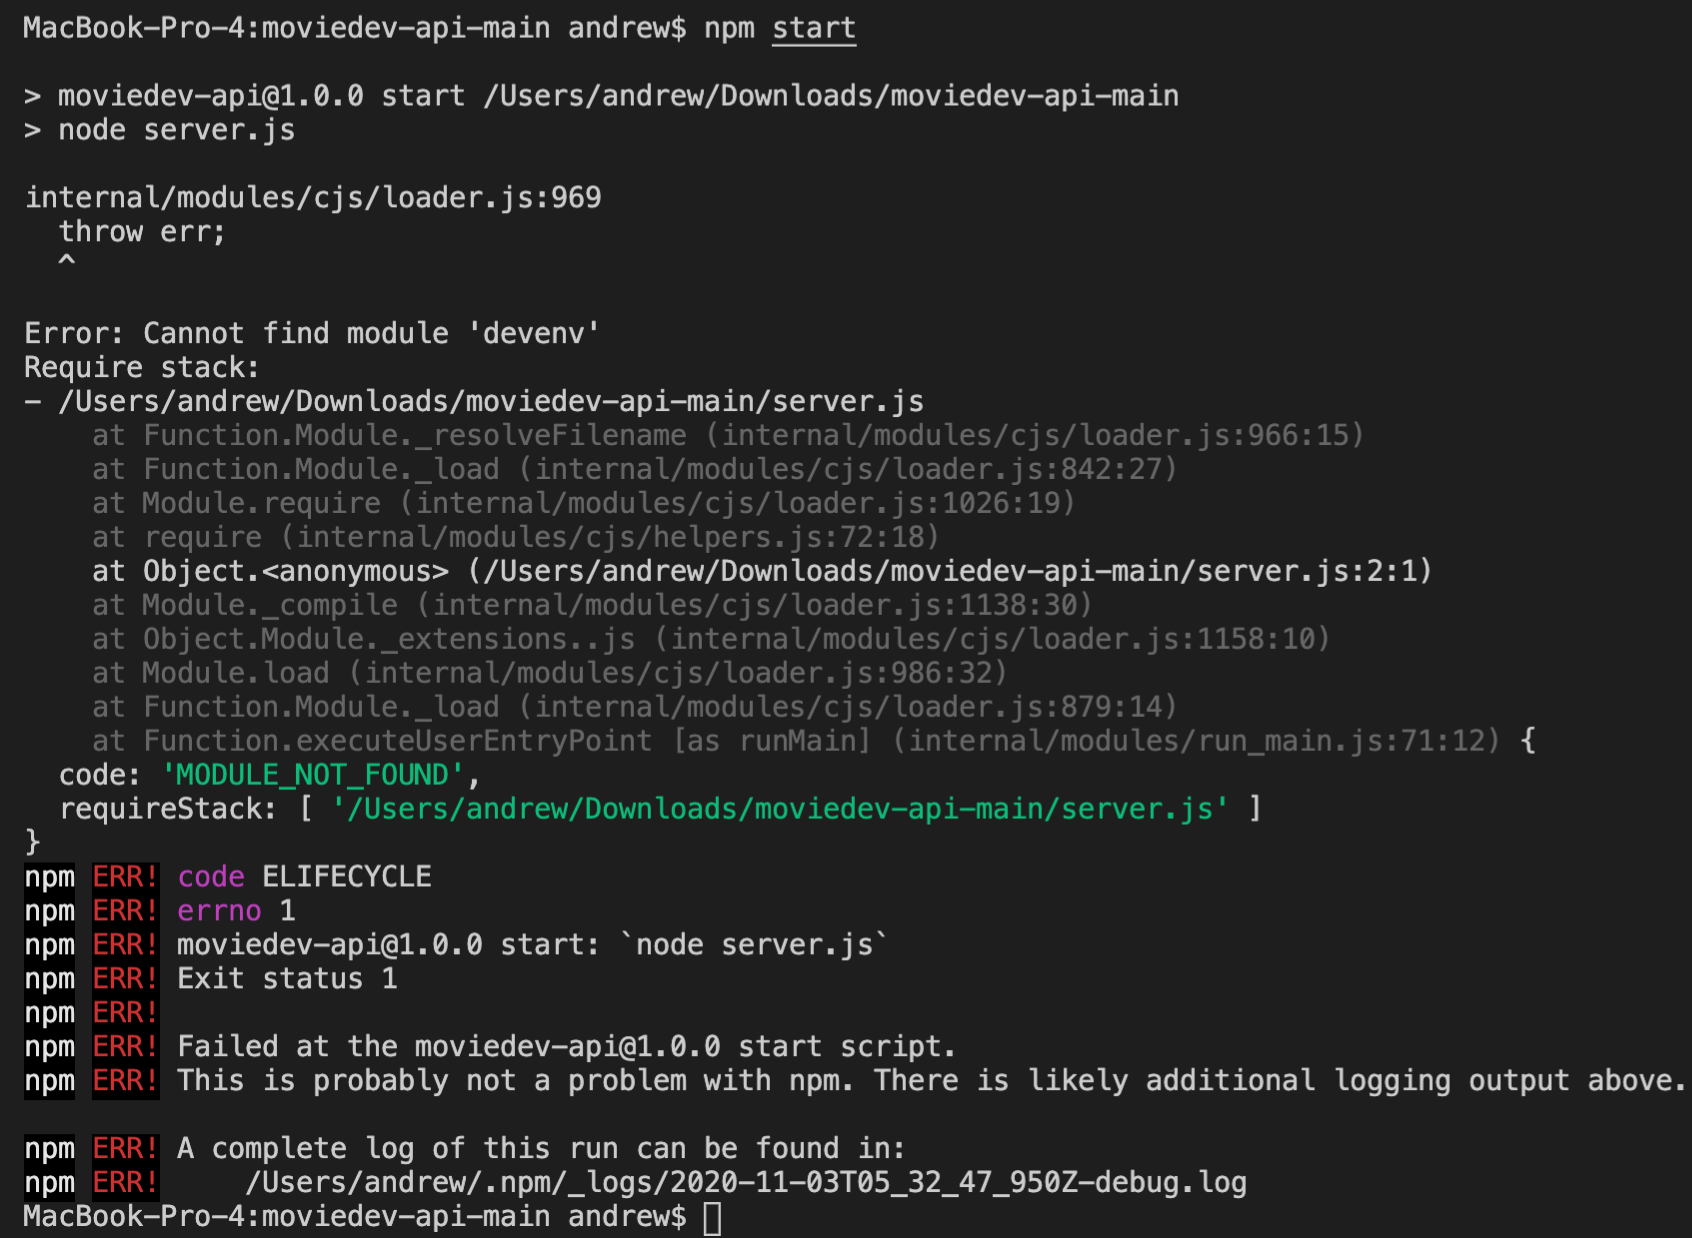 MacBook-Pro-4:moviedev-api-main andrew$ npm start
> moviedev-api@1.0.0 start /Users/andrew/Downloads/moviedev-api-main
> node server.js
internal/modules/cjs/loader.js:969
  throw err;
  ^
Error: Cannot find module 'devenv'
Require stack:
- /Users/andrew/Downloads/moviedev-api-main/server.js
    at Function.Module._resolveFilename (internal/modules/cjs/loader.js:966:15)
    at Function.Module._load (internal/modules/cjs/loader.js:842:27)
    at Module.require (internal/modules/cjs/loader.js:1026:19)
    at require (internal/modules/cjs/helpers.js:72:18)
    at Object.<anonymous> (/Users/andrew/Downloads/moviedev-api-main/server.js:2:1)
    at Module._compile (internal/modules/cjs/loader.js:1138:30)
    at Object.Module._extensions..js (internal/modules/cjs/loader.js:1158:10)
    at Module.load (internal/modules/cjs/loader.js:986:32)
    at Function.Module._load (internal/modules/cjs/loader.js:879:14)
    at Function.executeUserEntryPoint [as runMain] (internal/modules/run_main.js:71:12) {
  code: 'MODULE_NOT_FOUND',
  requireStack: [ '/Users/andrew/Downloads/moviedev-api-main/server.js' ]
}
npm ERR! code ELIFECYCLE
npm ERR! errno 1
npm ERR! moviedev-api@1.0.0 start: `node server.js`
npm ERR! Exit status 1
npm ERR!
npm ERR! Failed at the moviedev-api@1.0.0 start script.
npm ERR! This is probably not a problem with npm. There is likely additional logging output above.
npm ERR! A complete log of this run can be found in:
npm ERR!     /Users/andrew/.npm/_logs/2020-11-03T05_32_47_950Z-debug.log
MacBook-Pro-4:moviedev-api-main andrew$